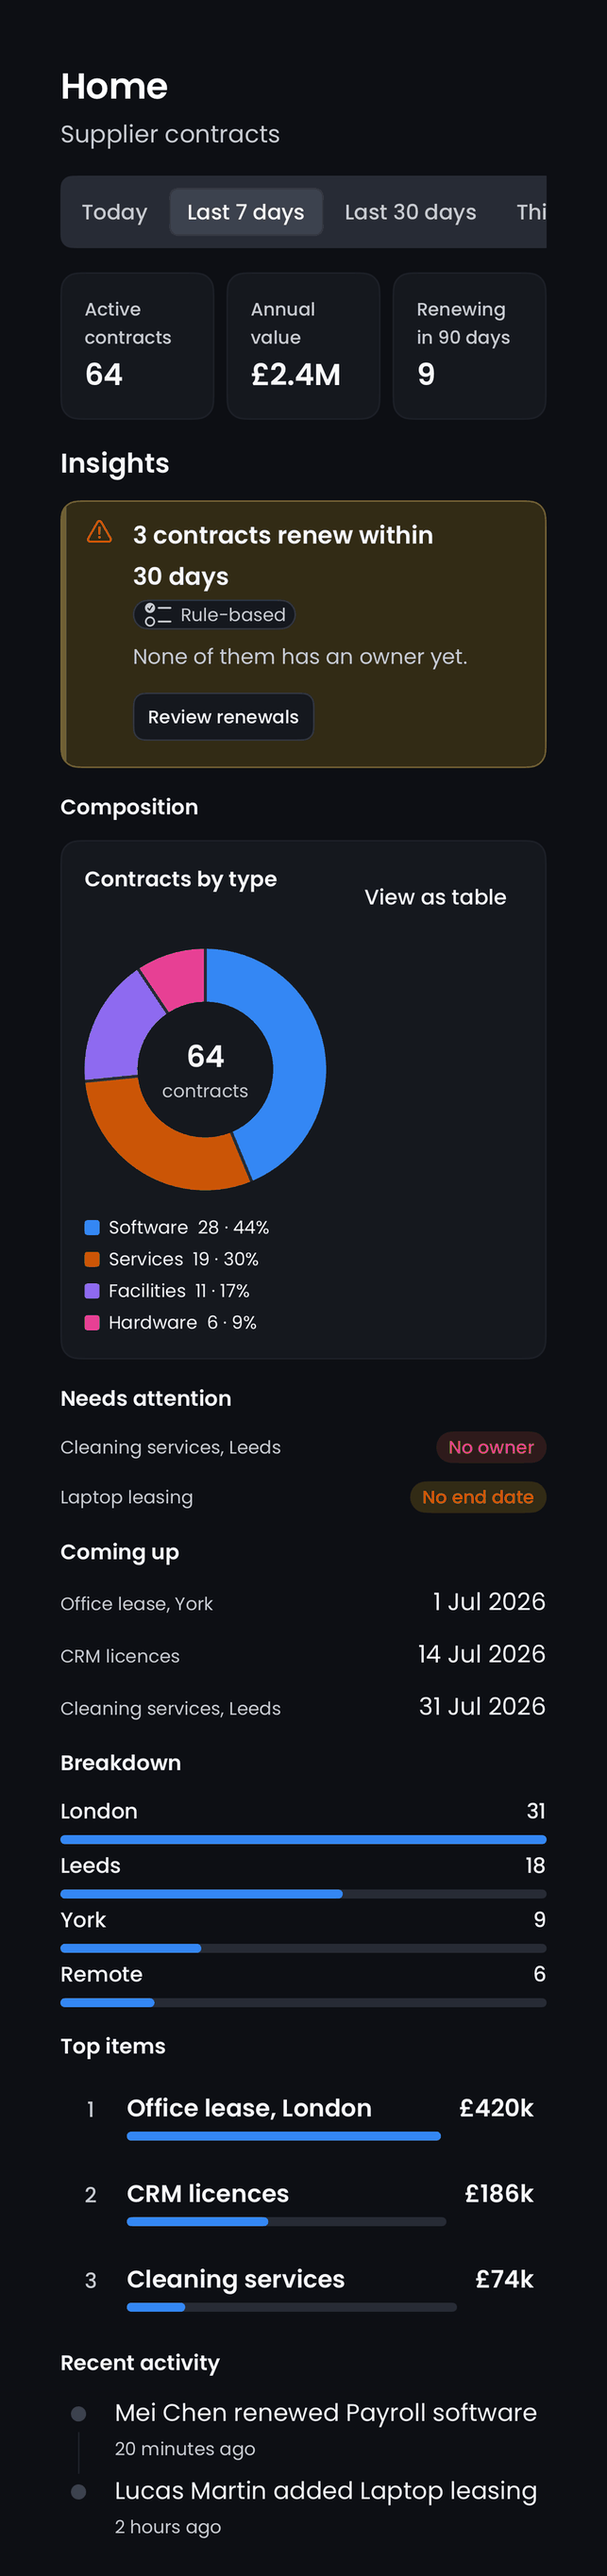 Home
Supplier contracts
Today Last 7 days Last 30 days Thi
Active contracts
64
Annual value
£2.4M
Renewing in 90 days
9
Insights
3 contracts renew within
30 days
Rule-based
None of them has an owner yet.
Review renewals
Composition
Contracts by type
View as table
64
contracts
Software 28 · 44%
Services 19 · 30%
Facilities 11 · 17%
Hardware 6 · 9%
Needs attention
Cleaning services, Leeds No owner
Laptop leasing No end date
Coming up
Office lease, York 1 Jul 2026
CRM licences 14 Jul 2026
Cleaning services, Leeds 31 Jul 2026
Breakdown
London 31
Leeds 18
York 9
Remote 6
Top items
1 Office lease, London £420k
2 CRM licences £186k
3 Cleaning services £74k
Recent activity
Mei Chen renewed Payroll software
20 minutes ago
Lucas Martin added Laptop leasing
2 hours ago